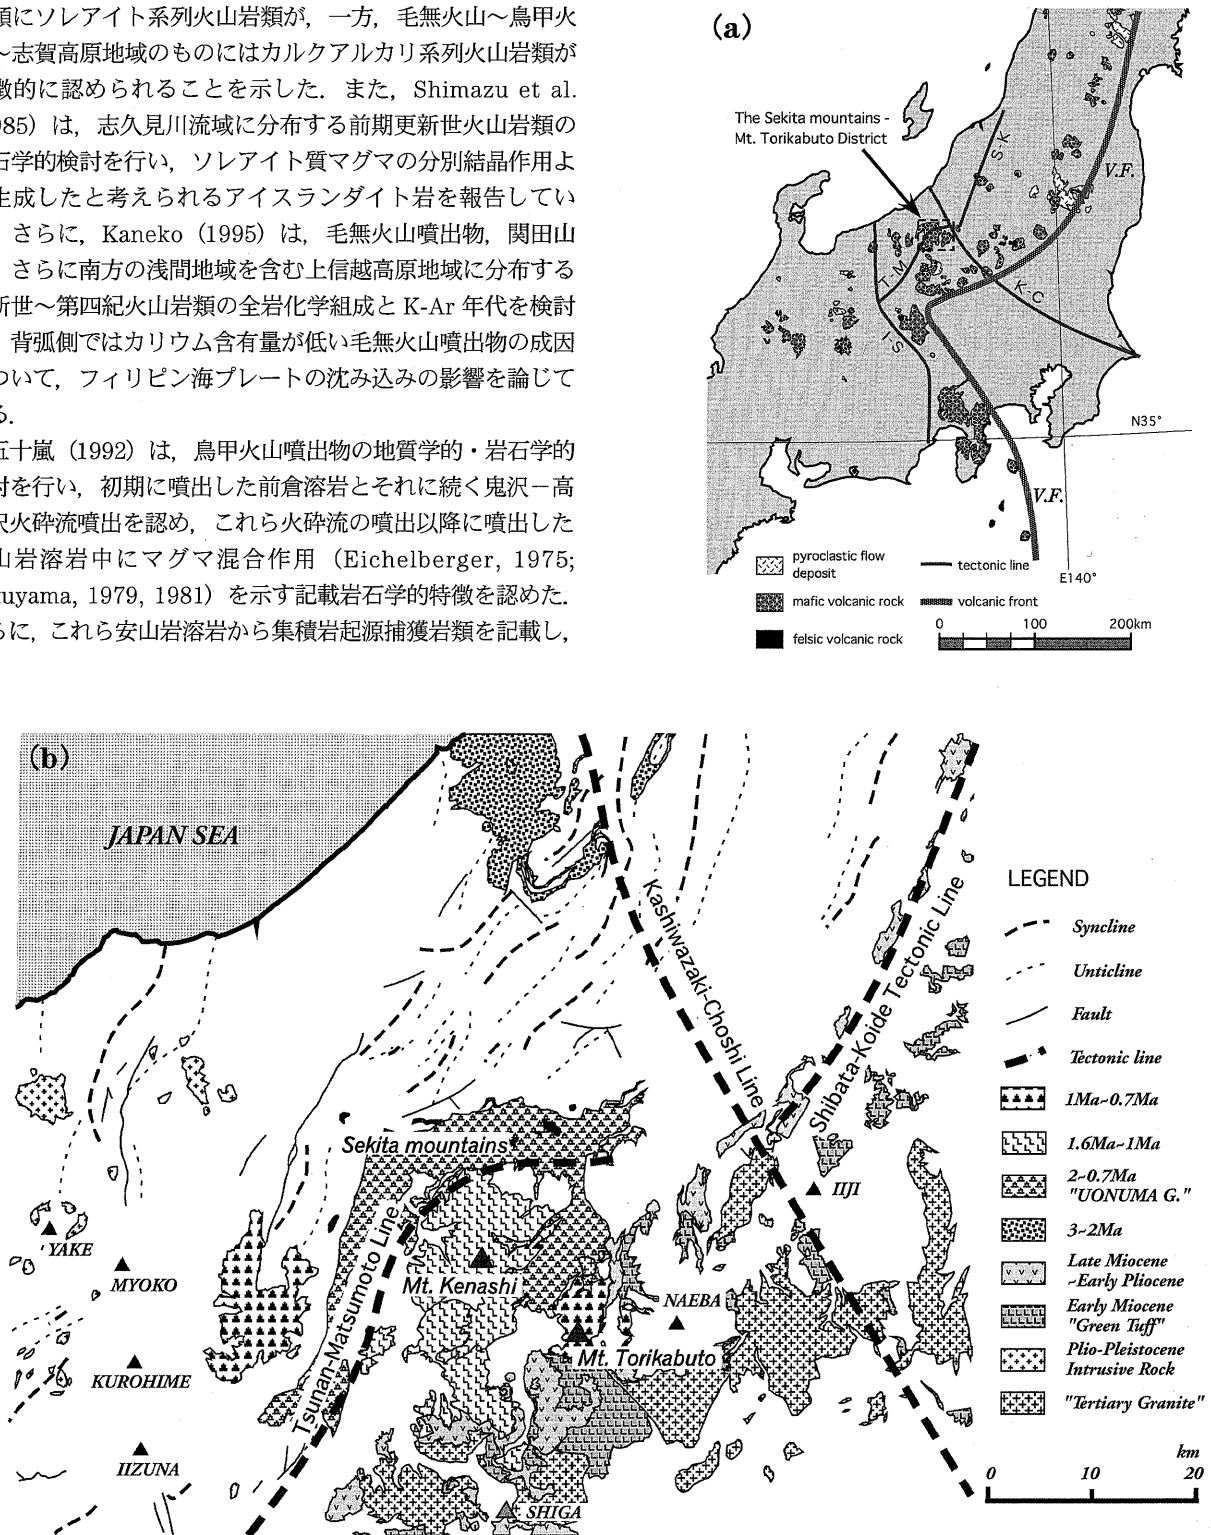 類にソレアイト系列火山岩類が，一方，毛無火山〜鳥甲火
〜志賀高原地域のものにはカルクアルカリ系列火山岩類が
徴的に認められることを示した．また，Shimazu et al.
985）は，志久見川流域に分布する前期更新世火山岩類の
石学的検討を行い，ソレアイト質マグマの分別結晶作用よ
生成したと考えられるアイスランダイト岩を報告してい
さらに，Kaneko（1995）は，毛無火山噴出物，関田山
さらに南方の浅間地域を含む上信越高原地域に分布する
新世〜第四紀火山岩類の全岩化学組成と K-Ar 年代を検討
背弧側ではカリウム含有量が低い毛無火山噴出物の成因
ついて，フィリピン海プレートの沈み込みの影響を論じて
る．
五十嵐（1992）は，鳥甲火山噴出物の地質学的・岩石学的
討を行い，初期に噴出した前倉溶岩とそれに続く鬼沢－高
沢火砕流噴出を認め，これら火砕流の噴出以降に噴出した
山岩溶岩中にマグマ混合作用（Eichelberger, 1975;
kuyama, 1979, 1981）を示す記載岩石学的特徴を認めた．
らに，これら安山岩溶岩から集積岩起源捕獲岩類を記載し，
(a)
The Sekita mountains -
Mt. Torikabuto District
S-K
V.F.
T-M
K-C
I-S
N35°
V.F.
E140°
pyroclastic flow
deposit
mafic volcanic rock
felsic volcanic rock
tectonic line
volcanic front
0 100 200km
(b)
JAPAN SEA
Kashiwazaki-Choshi Line
Shibata-Koide Tectonic Line
Sekita mountains
Tsunan-Matsumoto Line
IIJI
YAKE
MYOKO
Mt. Kenashi
NAEBA
Mt. Torikabuto
KUROHIME
IIZUNA
SHIGA
LEGEND
Syncline
Unticline
Fault
Tectonic line
1Ma~0.7Ma
1.6Ma~1Ma
2~0.7Ma
"UONUMA G."
3~2Ma
Late Miocene
~Early Pliocene
Early Miocene
"Green Tuff"
Plio-Pleistocene
Intrusive Rock
"Tertiary Granite"
km
0 10 20